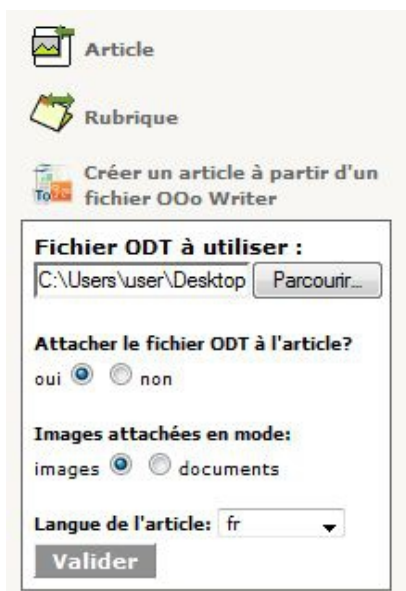 Article
Rubrique
Créer un article à partir d'un
fichier OOo Writer
Fichier ODT à utiliser :
C:\Users\user\Desktop Parcourir...
Attacher le fichier ODT à l'article?
oui non
Images attachées en mode:
images documents
Langue de l'article: fr
Valider